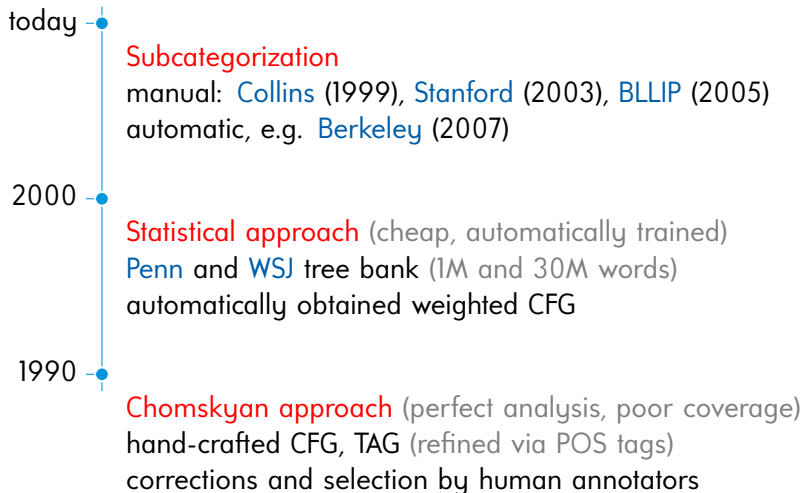 today
Subcategorization
manual: Collins (1999), Stanford (2003), BLLIP (2005)
automatic, e.g. Berkeley (2007)
2000
Statistical approach (cheap, automatically trained)
Penn and WSJ tree bank (1M and 30M words)
automatically obtained weighted CFG
1990
Chomskyan approach (perfect analysis, poor coverage)
hand-crafted CFG, TAG (refined via POS tags)
corrections and selection by human annotators